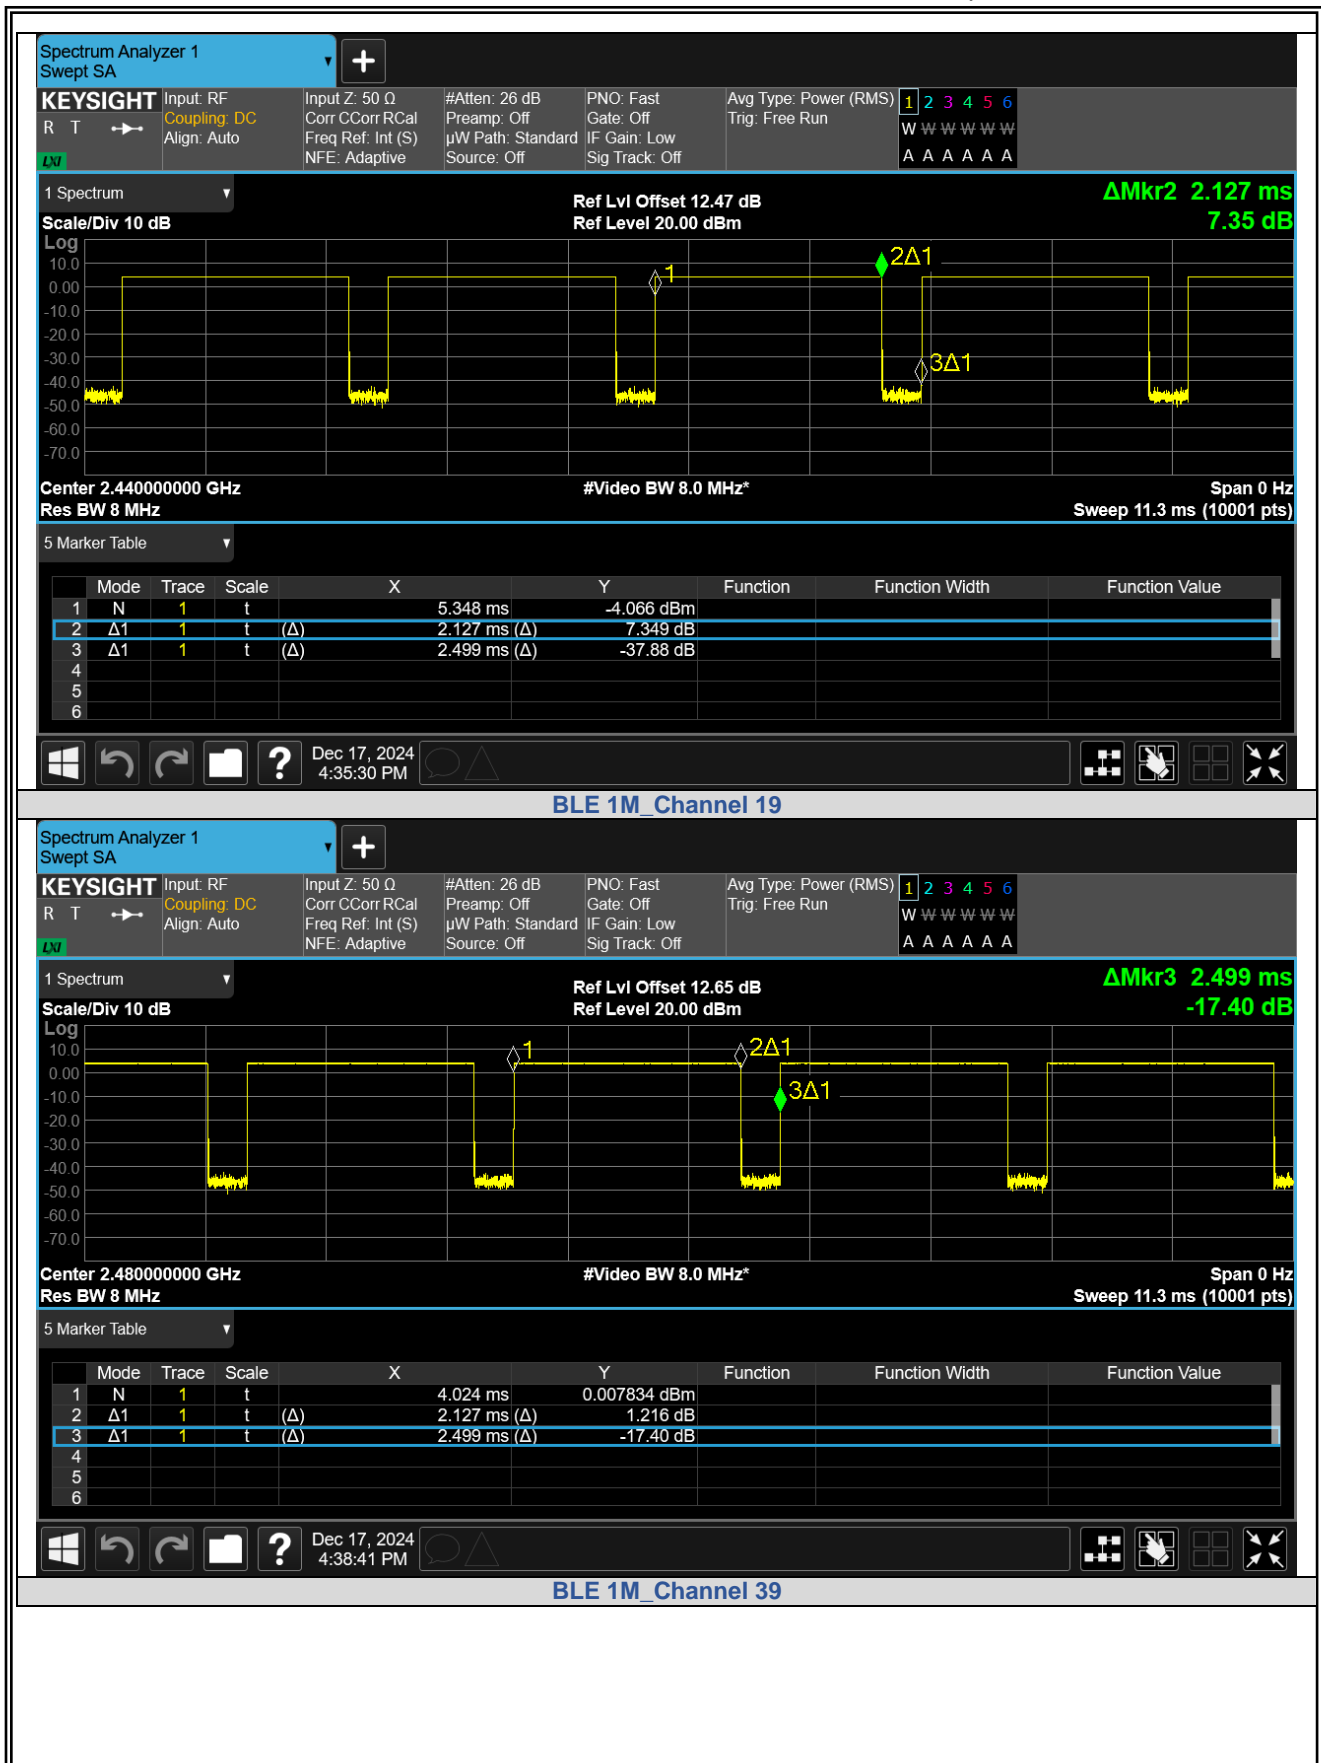 Spectrum Analyzer 1
Swept SA
KEYSIGHT Input: RF Input Z: 50 Ω #Atten: 26 dB PNO: Fast Avg Type: Power (RMS) 1 2 3 4 5 6
R T Coupling: DC Corr CCorr RCal Preamp: Off Gate: Off Trig: Free Run W W W W W W
Align: Auto Freq Ref: Int (S) µW Path: Standard IF Gain: Low
LXI NFE: Adaptive Source: Off Sig Track: Off A A A A A A
1 Spectrum Ref Lvl Offset 12.47 dB ΔMkr2 2.127 ms
Scale/Div 10 dB Ref Level 20.00 dBm 7.35 dB
Log
10.0 1 2Δ1
0.00
-10.0
-20.0
-30.0 3Δ1
-40.0
-50.0
-60.0
-70.0
Center 2.440000000 GHz #Video BW 8.0 MHz* Span 0 Hz
Res BW 8 MHz Sweep 11.3 ms (10001 pts)
5 Marker Table
Mode Trace Scale X Y Function Function Width Function Value
1 N 1 t 5.348 ms -4.066 dBm
2 Δ1 1 t (Δ) 2.127 ms (Δ) 7.349 dB
3 Δ1 1 t (Δ) 2.499 ms (Δ) -37.88 dB
4
5
6
? Dec 17, 2024
4:35:30 PM
BLE 1M_Channel 19
Spectrum Analyzer 1
Swept SA
KEYSIGHT Input: RF Input Z: 50 Ω #Atten: 26 dB PNO: Fast Avg Type: Power (RMS) 1 2 3 4 5 6
R T Coupling: DC Corr CCorr RCal Preamp: Off Gate: Off Trig: Free Run W W W W W W
Align: Auto Freq Ref: Int (S) µW Path: Standard IF Gain: Low
LXI NFE: Adaptive Source: Off Sig Track: Off A A A A A A
1 Spectrum Ref Lvl Offset 12.65 dB ΔMkr3 2.499 ms
Scale/Div 10 dB Ref Level 20.00 dBm -17.40 dB
Log
10.0 1 2Δ1
0.00
-10.0 3Δ1
-20.0
-30.0
-40.0
-50.0
-60.0
-70.0
Center 2.480000000 GHz #Video BW 8.0 MHz* Span 0 Hz
Res BW 8 MHz Sweep 11.3 ms (10001 pts)
5 Marker Table
Mode Trace Scale X Y Function Function Width Function Value
1 N 1 t 4.024 ms 0.007834 dBm
2 Δ1 1 t (Δ) 2.127 ms (Δ) 1.216 dB
3 Δ1 1 t (Δ) 2.499 ms (Δ) -17.40 dB
4
5
6
? Dec 17, 2024
4:38:41 PM
BLE 1M_Channel 39